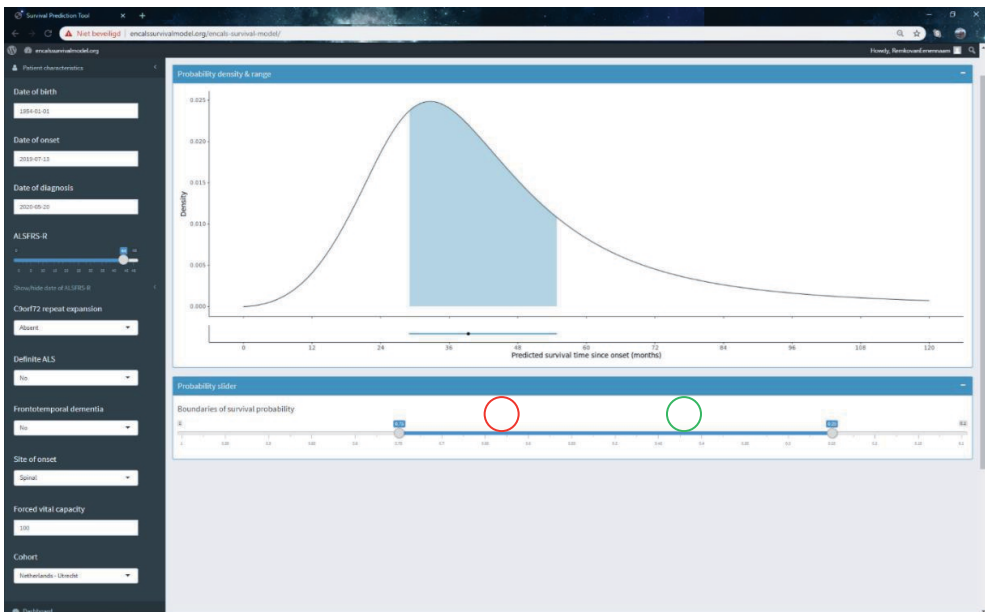 Survival Prediction Tool
Niet beveiligd | encalssurvivalmodel.org/encals-survival-model/
encalssurvivalmodel.org
Patient characteristics
Probability density & range
Date of birth
1954-01-01
Date of onset
2019-07-13
Date of diagnosis
2020-05-20
ALSFRS-R
Show/hide date of ALSFRS-R
C9orf72 repeat expansion
Absent
Definite ALS
No
Frontotemporal dementia
No
Site of onset
Spinal
Forced vital capacity
100
Cohort
Netherlands - Utrecht
Dashboard
0.025
0.020
0.015
0.010
0.005
0.000
Density
0 12 24 36 48 60 72 84 96 108 120
Predicted survival time since onset (months)
Probability slider
Boundaries of survival probability